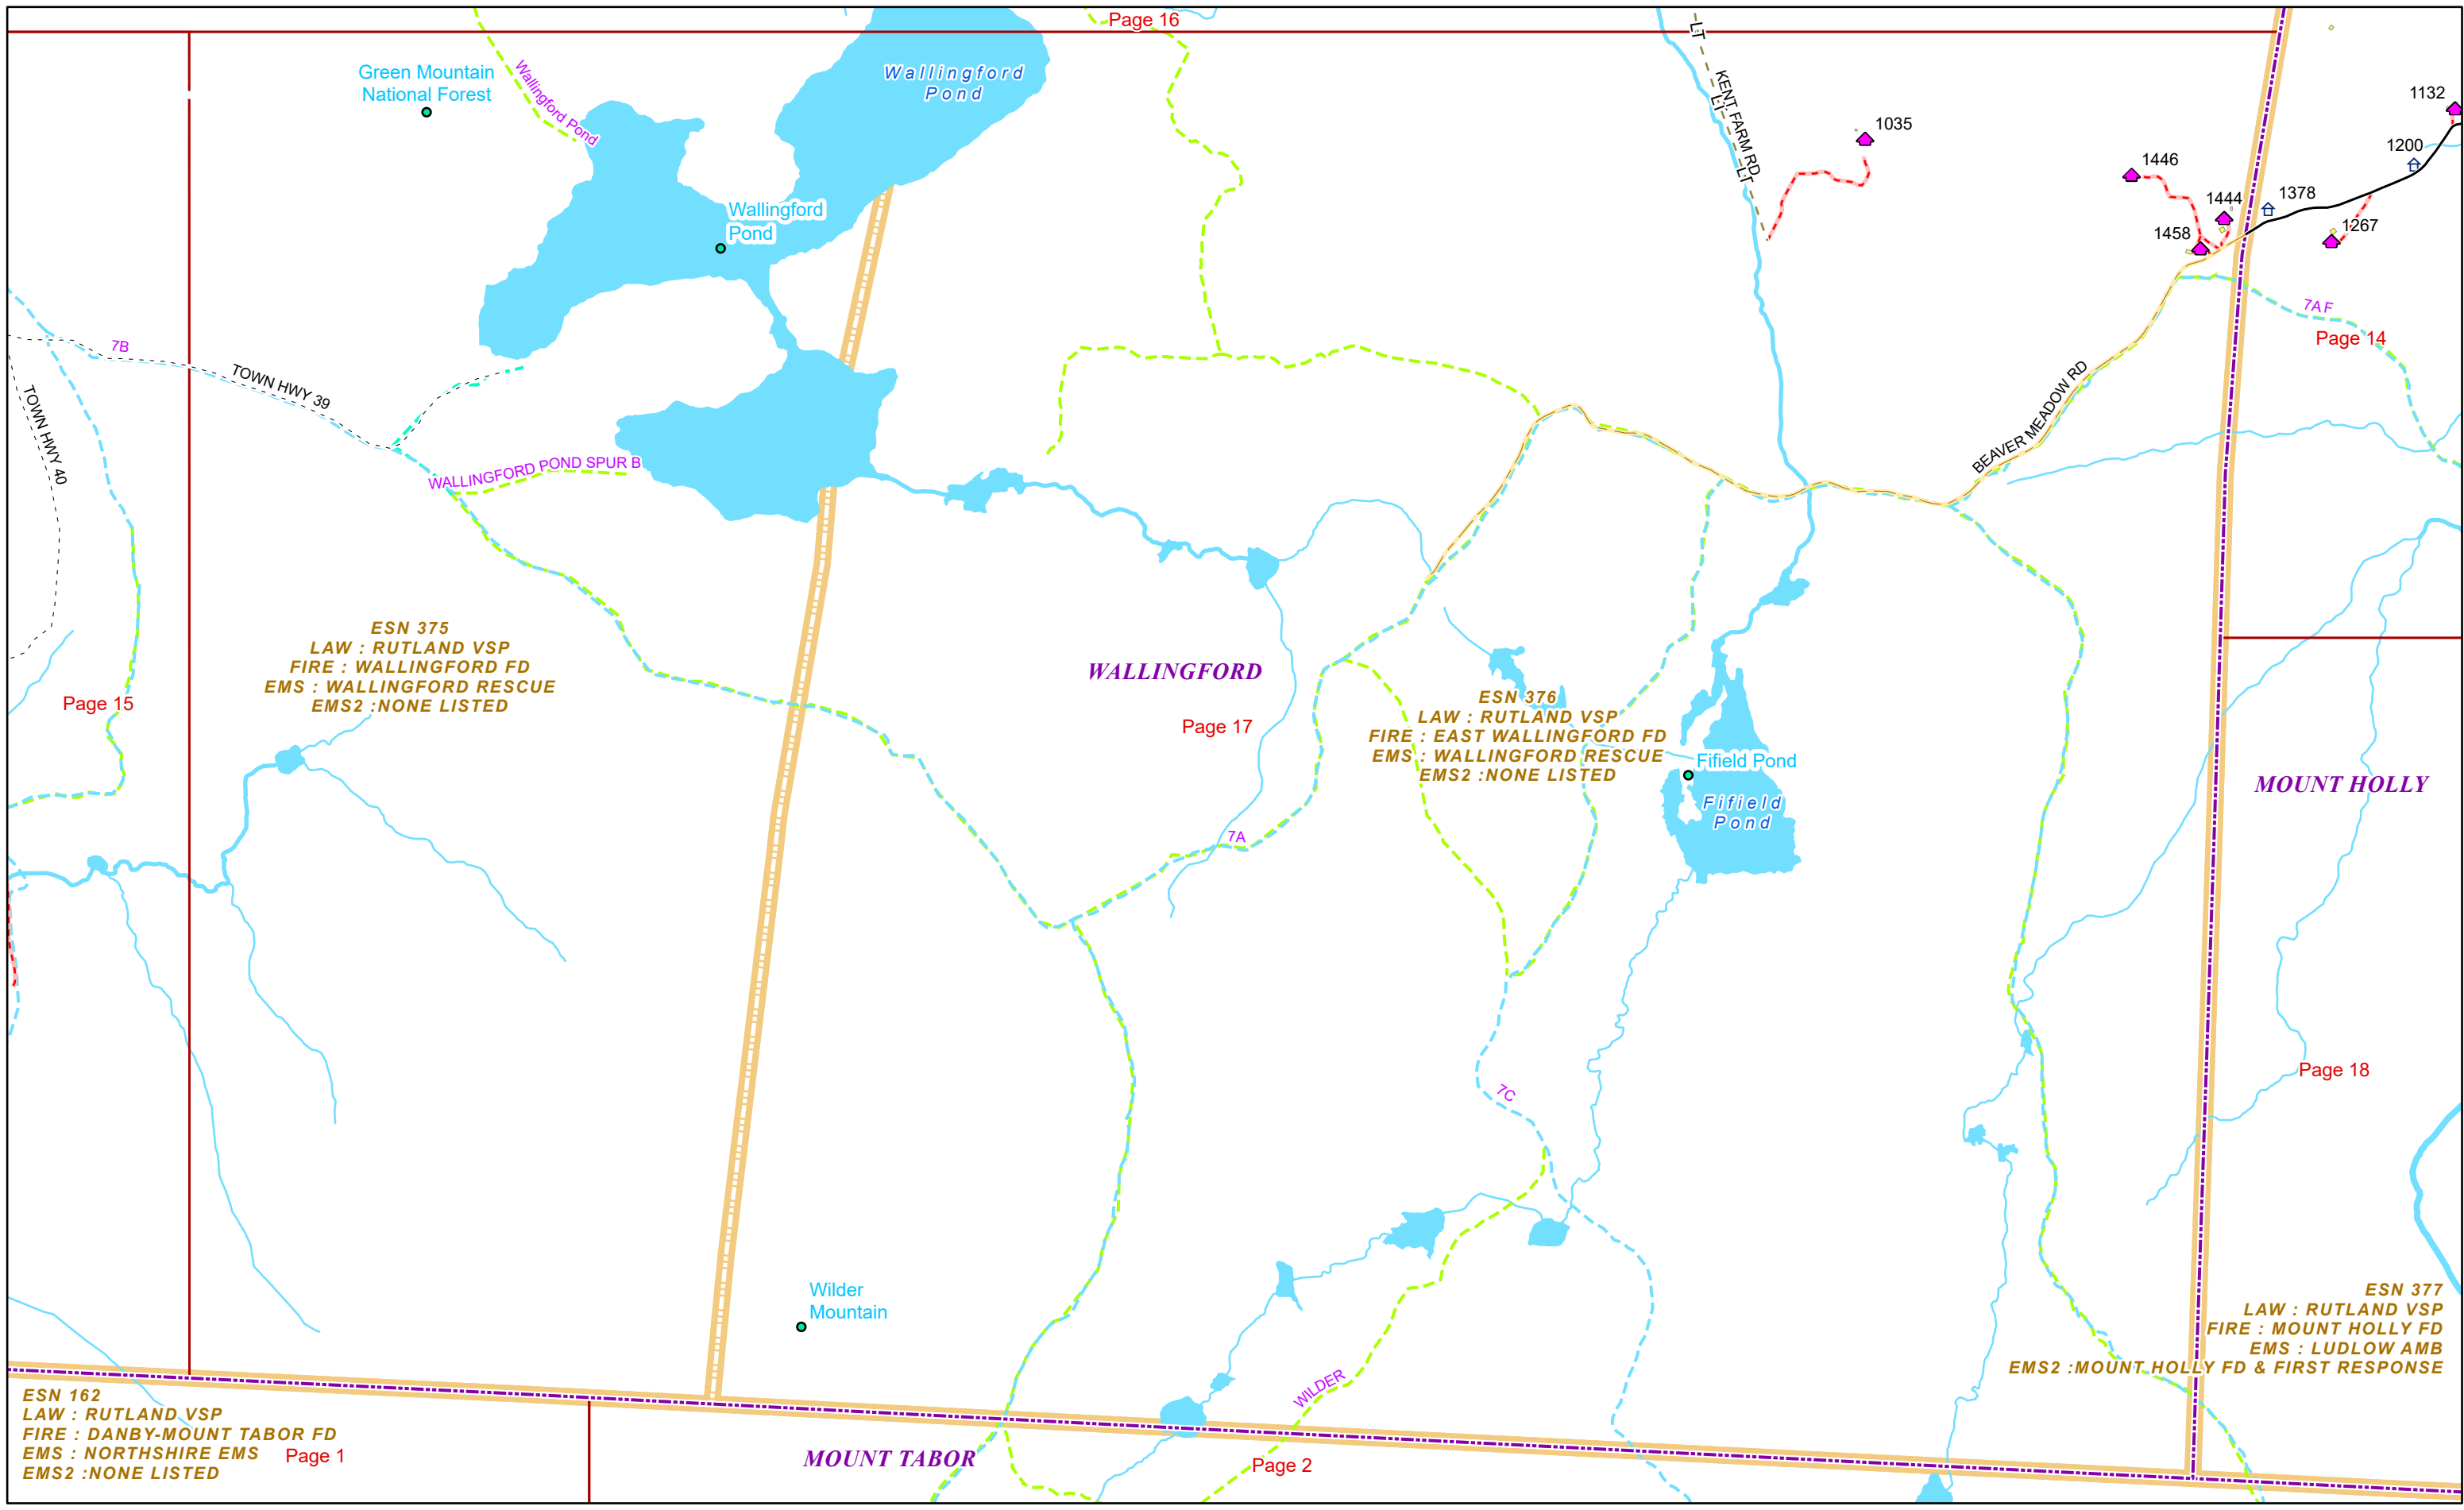 Page 16
Green Mountain
National Forest
Wallingford Pond
Wallingford
Pond
LT
KENT FARM RD
LT
LT
1035
1132
1200
1446
1444
1378
1458
1267
Wallingford
Pond
7AF
Page 14
7B
TOWN HWY 39
TOWN HWY 40
BEAVER MEADOW RD
WALLINGFORD POND SPUR B
ESN 375
LAW : RUTLAND VSP
FIRE : WALLINGFORD FD
EMS : WALLINGFORD RESCUE
EMS2 :NONE LISTED
Page 15
WALLINGFORD
Page 17
ESN 376
LAW : RUTLAND VSP
FIRE : EAST WALLINGFORD FD
EMS : WALLINGFORD RESCUE
EMS2 :NONE LISTED
Fifield Pond
Fifield
Pond
MOUNT HOLLY
7A
7C
Page 18
Wilder
Mountain
WILDER
ESN 377
LAW : RUTLAND VSP
FIRE : MOUNT HOLLY FD
EMS : LUDLOW AMB
EMS2 :MOUNT HOLLY FD & FIRST RESPONSE
ESN 162
LAW : RUTLAND VSP
FIRE : DANBY-MOUNT TABOR FD
EMS : NORTHSHIRE EMS
EMS2 :NONE LISTED
Page 1
MOUNT TABOR
Page 2